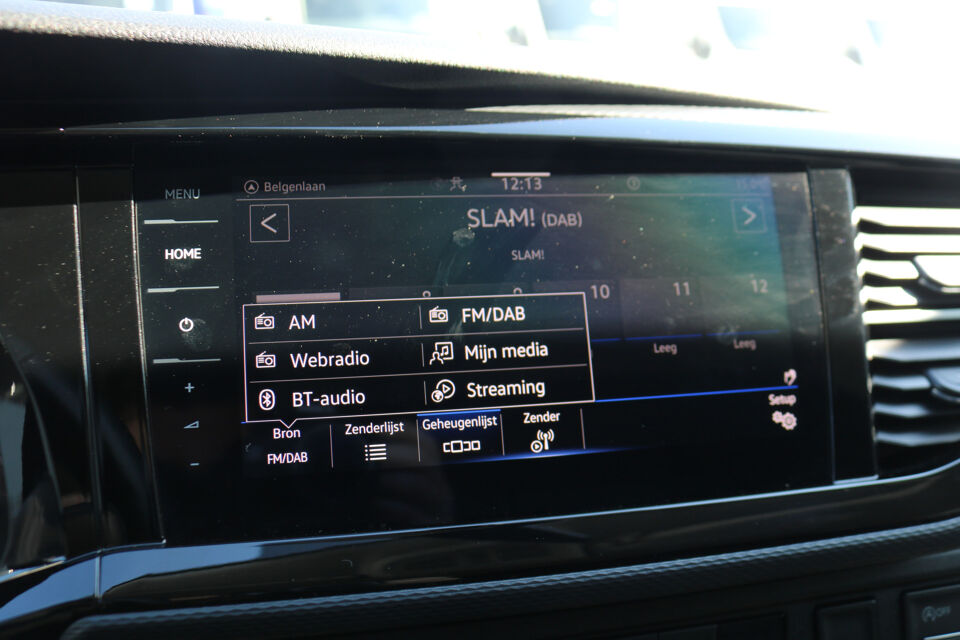 MENU
HOME
+
-
Belgenlaan
12:13
<
SLAM! (DAB)
>
SLAM!
10
11
12
Leeg
Leeg
AM
FM/DAB
Webradio
Mijn media
BT-audio
Streaming
Bron
FM/DAB
Zenderlijst
Geheugenlijst
Zender
Setup
OFF